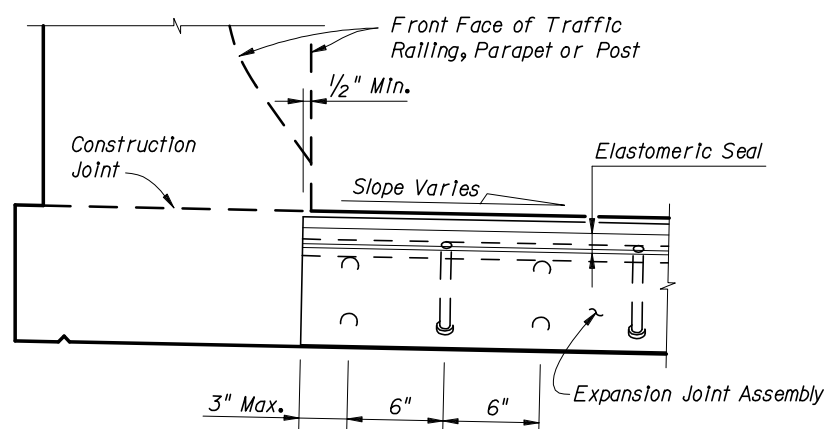 Front Face of Traffic
Railing, Parapet or Post
1/2" Min.
Construction
Joint
Elastomeric Seal
Slope Varies
Expansion Joint Assembly
3" Max.
6"
6"